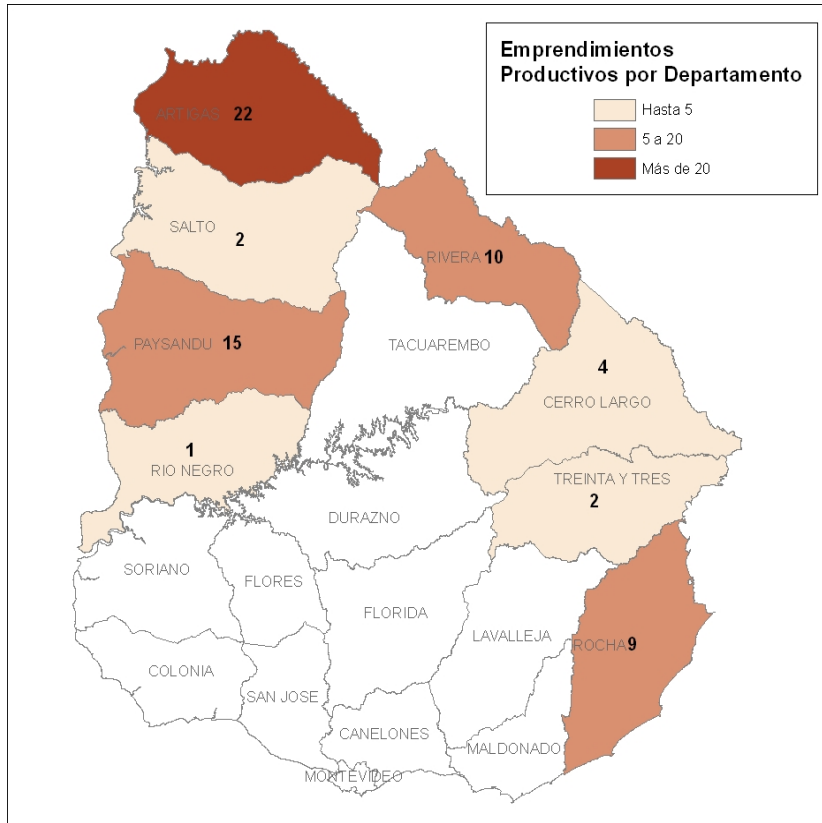 Emprendimientos
Productivos por Departamento
Hasta 5
5 a 20
Más de 20
ARTIGAS 22
SALTO
2
RIVERA 10
PAYSANDU 15
TACUAREMBO
4
CERRO LARGO
1
RIO NEGRO
TREINTA Y TRES
2
DURAZNO
SORIANO
FLORES
FLORIDA
LAVALLEJA
ROCHA 9
COLONIA
SAN JOSE
CANELONES
MALDONADO
MONTEVIDEO